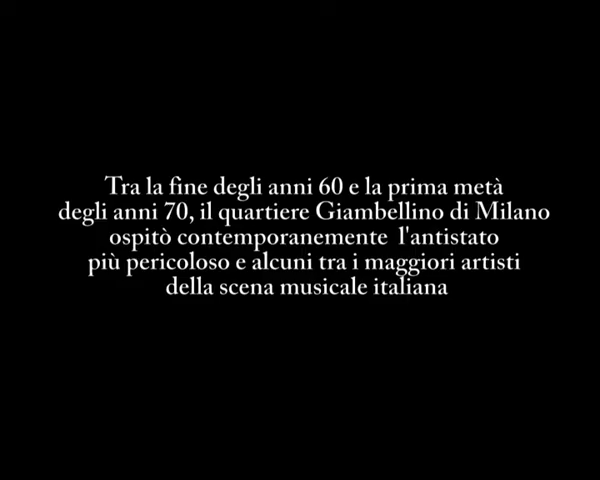 Tra la fine degli anni 60 e la prima metà
degli anni 70, il quartiere Giambellino di Milano
ospitò contemporanemente  l'antistato
più pericoloso e alcuni tra i maggiori artisti
della scena musicale italiana